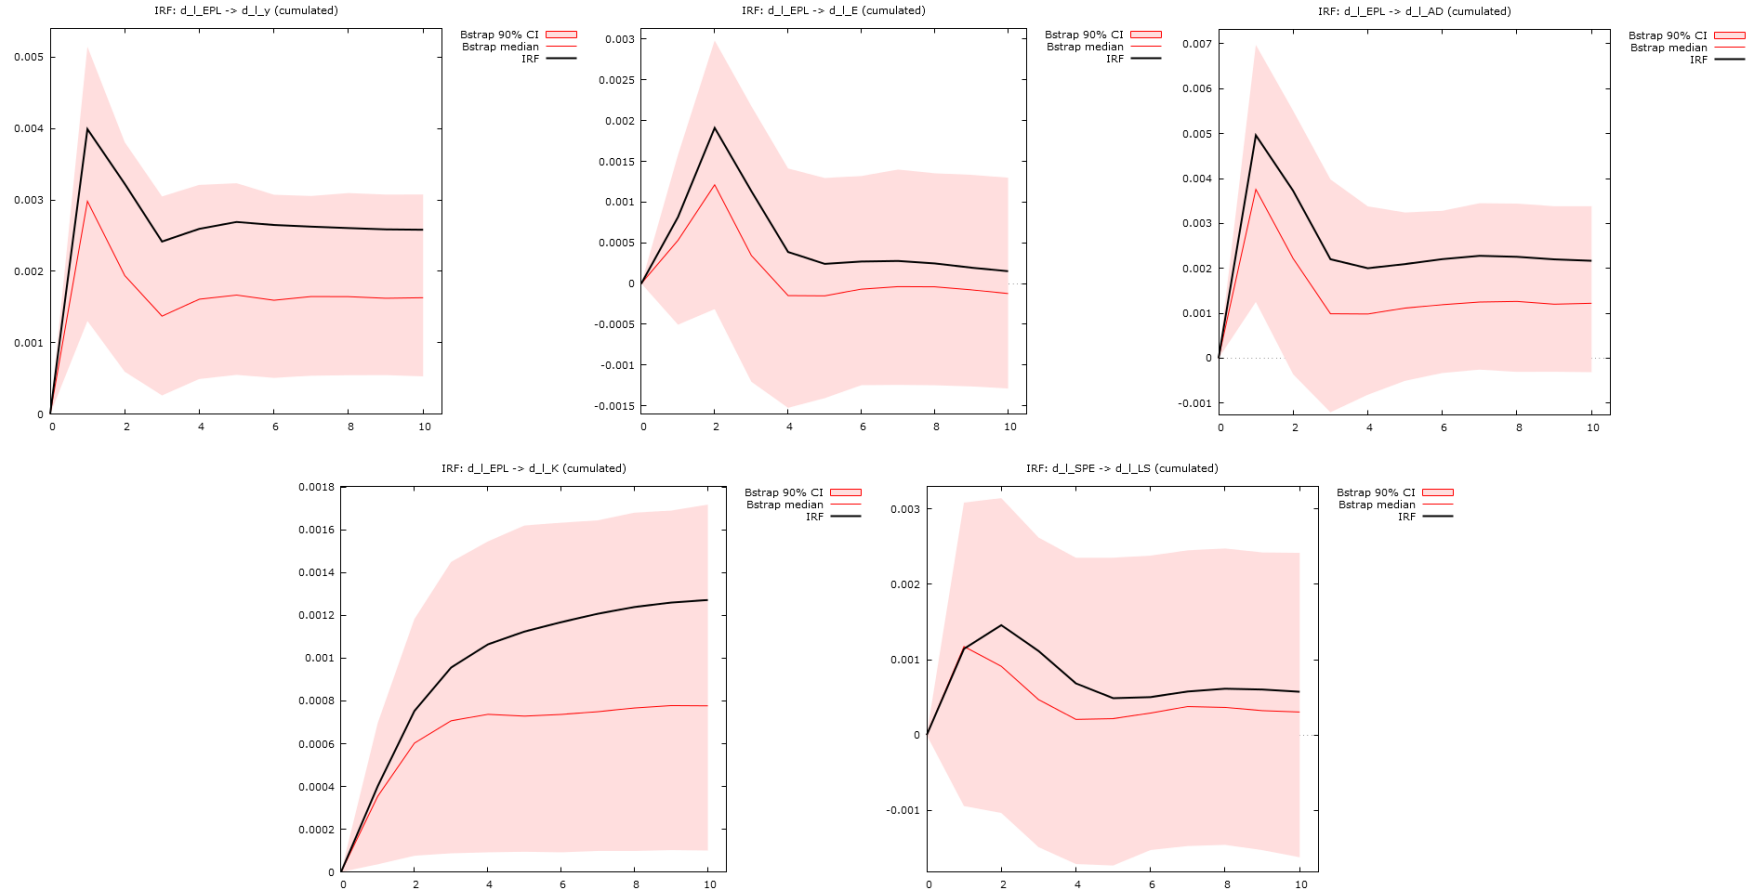 IRF: d_l_EPL -> d_l_y (cumulated)
Bstrap 90% CI
Bstrap median
IRF
0.005
0.004
0.003
0.002
0.001
0
0 2 4 6 8 10
IRF: d_l_EPL -> d_l_E (cumulated)
Bstrap 90% CI
Bstrap median
IRF
0.003
0.0025
0.002
0.0015
0.001
0.0005
0
-0.0005
-0.001
-0.0015
0 2 4 6 8 10
IRF: d_l_EPL -> d_l_AD (cumulated)
Bstrap 90% CI
Bstrap median
IRF
0.007
0.006
0.005
0.004
0.003
0.002
0.001
0
-0.001
0 2 4 6 8 10
IRF: d_l_EPL -> d_l_K (cumulated)
Bstrap 90% CI
Bstrap median
IRF
0.0018
0.0016
0.0014
0.0012
0.001
0.0008
0.0006
0.0004
0.0002
0
0 2 4 6 8 10
IRF: d_l_SPE -> d_l_LS (cumulated)
Bstrap 90% CI
Bstrap median
IRF
0.003
0.002
0.001
0
-0.001
0 2 4 6 8 10